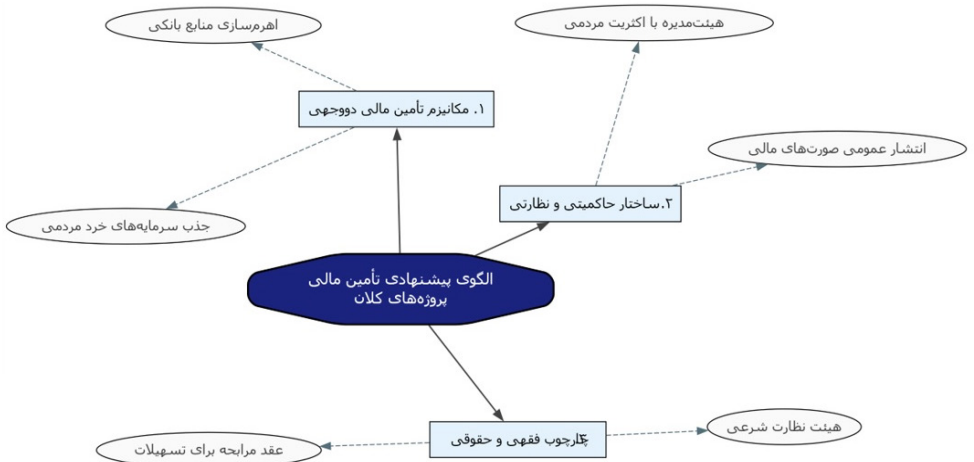 اهرم‌سازی منابع بانکی
هیئت‌مدیره با اکثریت مردمی
۱. مکانیزم تأمین مالی دووجهی
انتشار عمومی صورت‌های مالی
۲.ساختار حاکمیتی و نظارتی
جذب سرمایه‌های خرد مردمی
الگوی پیشنهادی تأمین مالی
پروژه‌های کلان
هیئت نظارت شرعی
چارچوب فقهی و حقوقی
عقد مرابحه برای تسهیلات